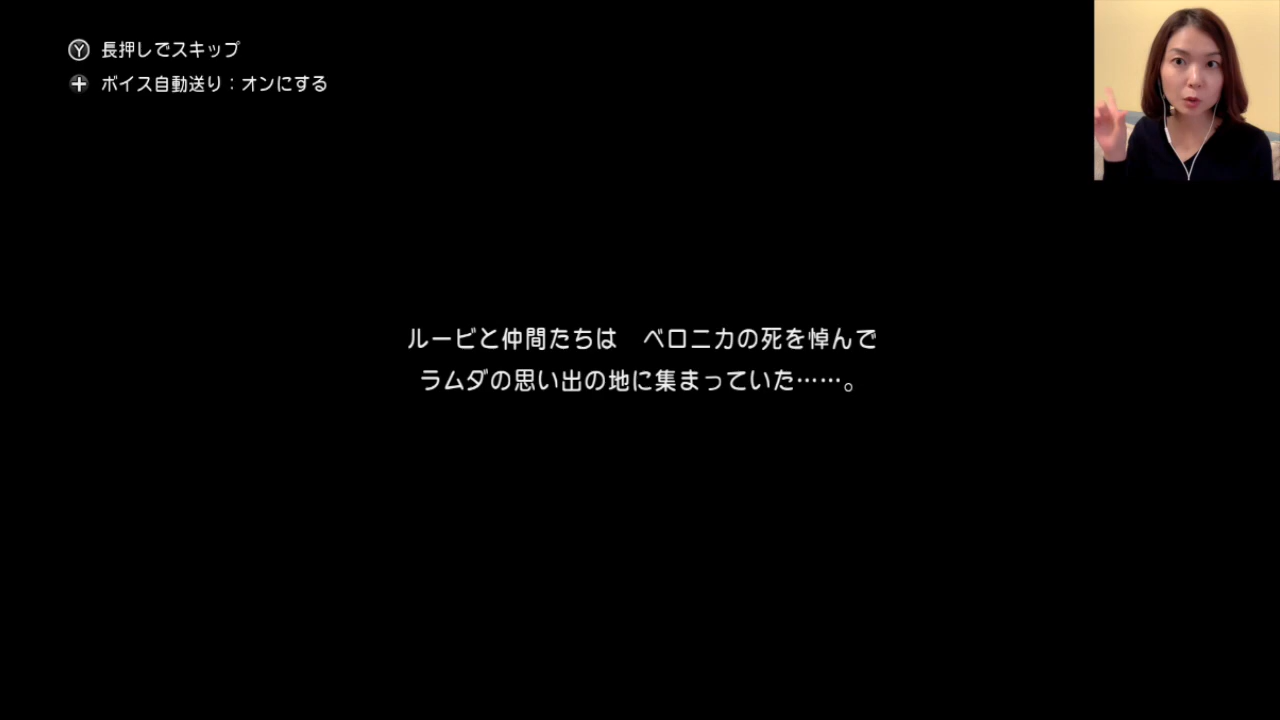 Ⓨ 長押しでスキップ
＋ ボイス自動送り：オンにする
ルービと仲間たちは　ベロニカの死を悼んで
ラムダの思い出の地に集まっていた……。